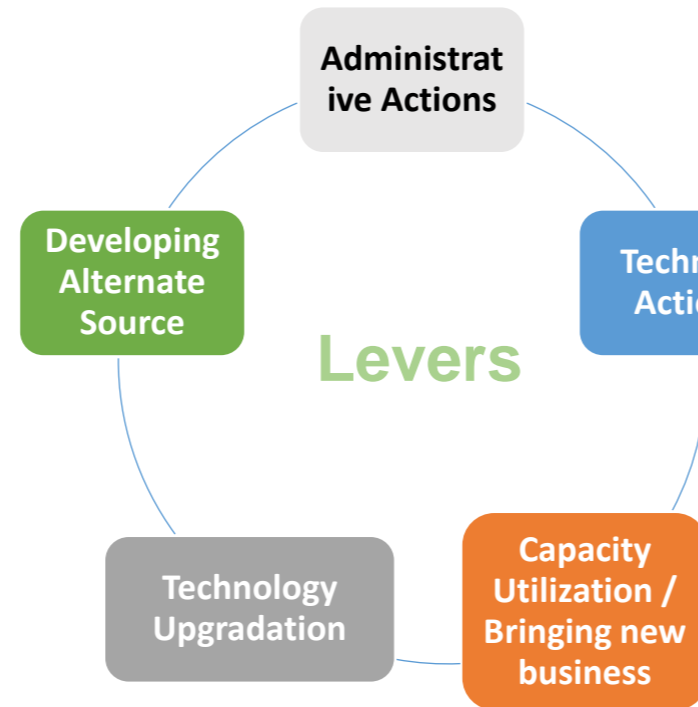 Administrat
ive Actions
Developing
Alternate
Source
Levers
Technology
Upgradation
Capacity
Utilization /
Bringing new
business